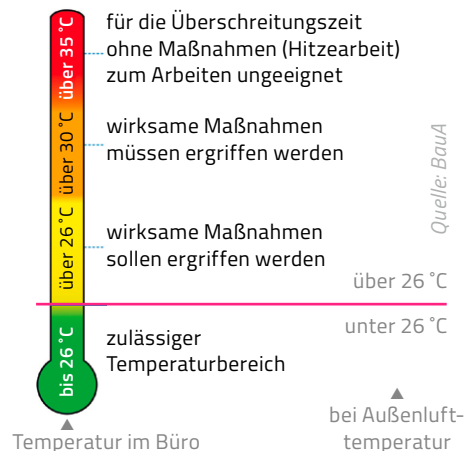 über 35 ˚C
für die Überschreitungszeit
ohne Maßnahmen (Hitzearbeit)
zum Arbeiten ungeeignet
über 30 ˚C
wirksame Maßnahmen
müssen ergriffen werden
Quelle: BauA
über 26 ˚C
wirksame Maßnahmen
sollen ergriffen werden
über 26 ˚C
unter 26 ˚C
bis 26 ˚C
zulässiger
Temperaturbereich
Temperatur im Büro
bei Außenluft-
temperatur